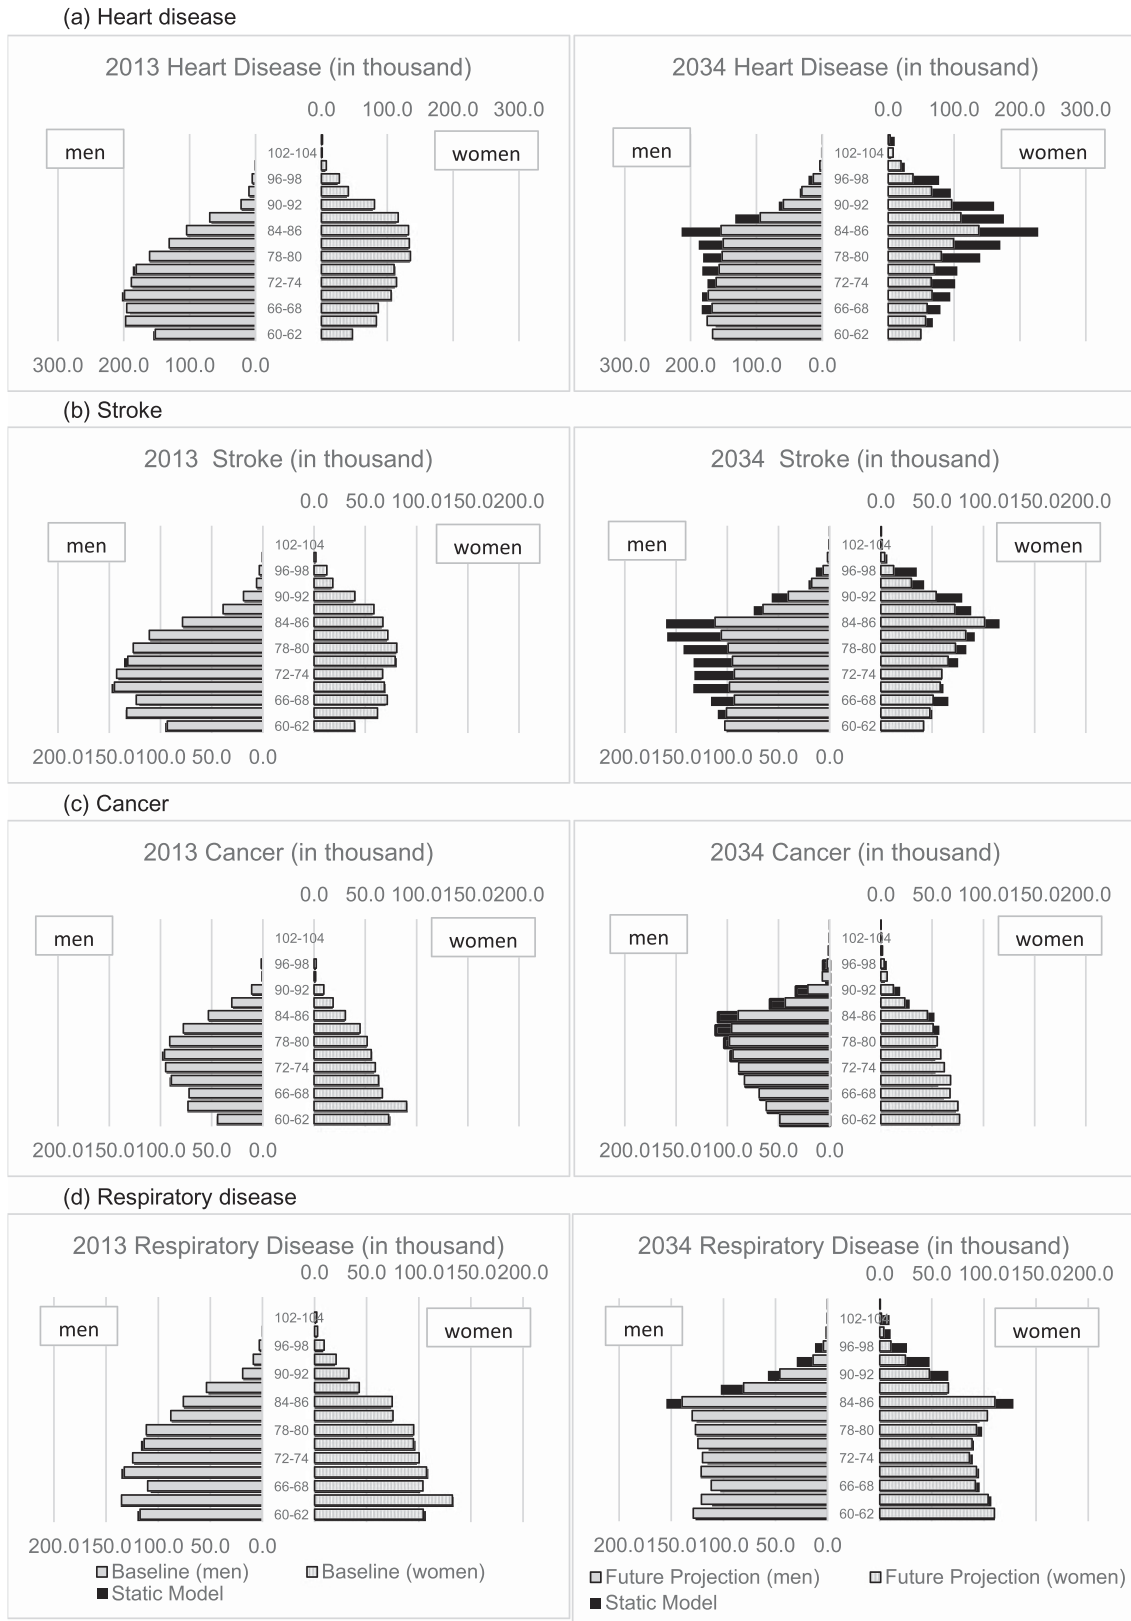 (a) Heart disease
2013 Heart Disease (in thousand)
0.0 100.0 200.0 300.0
men
women
102-104
96-98
90-92
84-86
78-80
72-74
66-68
60-62
300.0 200.0 100.0 0.0
2034 Heart Disease (in thousand)
0.0 100.0 200.0 300.0
men
women
102-104
96-98
90-92
84-86
78-80
72-74
66-68
60-62
300.0 200.0 100.0 0.0
(b) Stroke
2013 Stroke (in thousand)
0.0 50.0 100.0150.0200.0
men
women
102-104
96-98
90-92
84-86
78-80
72-74
66-68
60-62
200.0150.0100.0 50.0 0.0
2034 Stroke (in thousand)
0.0 50.0 100.0150.0200.0
men
women
102-104
96-98
90-92
84-86
78-80
72-74
66-68
60-62
200.0150.0100.0 50.0 0.0
(c) Cancer
2013 Cancer (in thousand)
0.0 50.0 100.0150.0200.0
men
women
102-104
96-98
90-92
84-86
78-80
72-74
66-68
60-62
200.0150.0100.0 50.0 0.0
2034 Cancer (in thousand)
0.0 50.0 100.0150.0200.0
men
women
102-104
96-98
90-92
84-86
78-80
72-74
66-68
60-62
200.0150.0100.0 50.0 0.0
(d) Respiratory disease
2013 Respiratory Disease (in thousand)
0.0 50.0 100.0150.0200.0
men
women
102-104
96-98
90-92
84-86
78-80
72-74
66-68
60-62
200.0150.0100.0 50.0 0.0
Baseline (men) Baseline (women)
Static Model
2034 Respiratory Disease (in thousand)
0.0 50.0 100.0150.0200.0
men
women
102-104
96-98
90-92
84-86
78-80
72-74
66-68
60-62
200.0150.0100.0 50.0 0.0
Future Projection (men) Future Projection (women)
Static Model